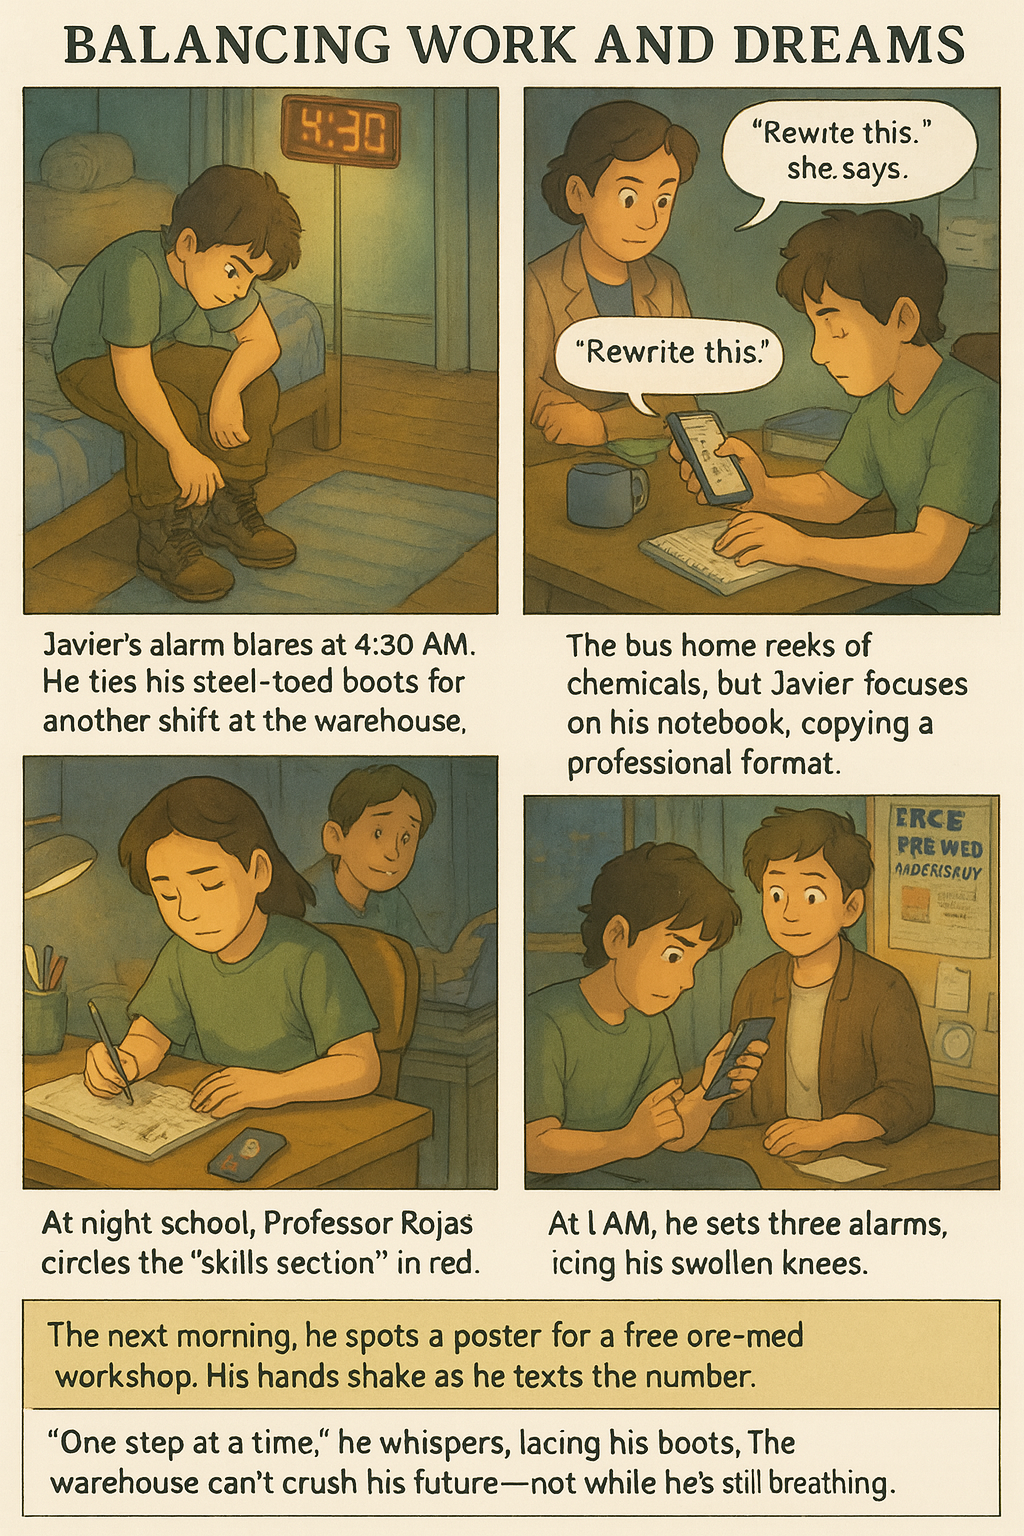 BALANCING WORK AND DREAMS
4:30
"Rewrite this."
she.says.
"Rewrite this."
Javier's alarm blares at 4:30 AM.
He ties his steel-toed boots for
another shift at the warehouse,
The bus home reeks of
chemicals, but Javier focuses
on his notebook, copying a
professional format.
ERCE
PRE WED
AADERISRUY
At night school, Professor Rojas
circles the "skills section" in red.
At 1 AM, he sets three alarms,
icing his swollen knees.
The next morning, he spots a poster for a free ore-med
workshop. His hands shake as he texts the number.
"One step at a time," he whispers, lacing his boots, The
warehouse can't crush his future—not while he's still breathing.